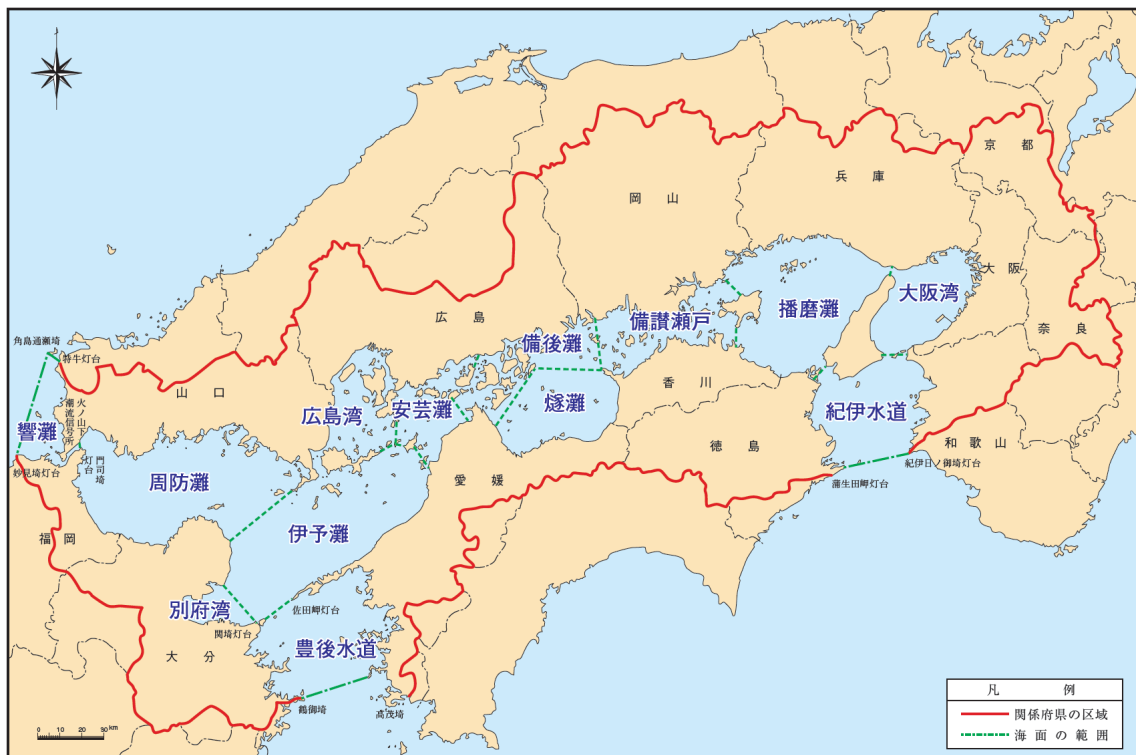 京都
兵庫
岡山
大阪
大阪湾
播磨灘
備讃瀬戸
広島
備後灘
奈良
角島通瀬埼
特牛灯台
山口
香川
燧灘
安芸灘
広島湾
紀伊水道
火ノ山下
潮流信号所
響灘
徳島
和歌山
門司埼
灯台
妙見埼灯台
紀伊日ノ御埼灯台
周防灘
愛媛
蒲生田岬灯台
伊予灘
福岡
別府湾
佐田岬灯台
関埼灯台
豊後水道
大分
鶴御埼
高茂埼
凡例
関係府県の区域
海面の範囲
0 10 20 30km